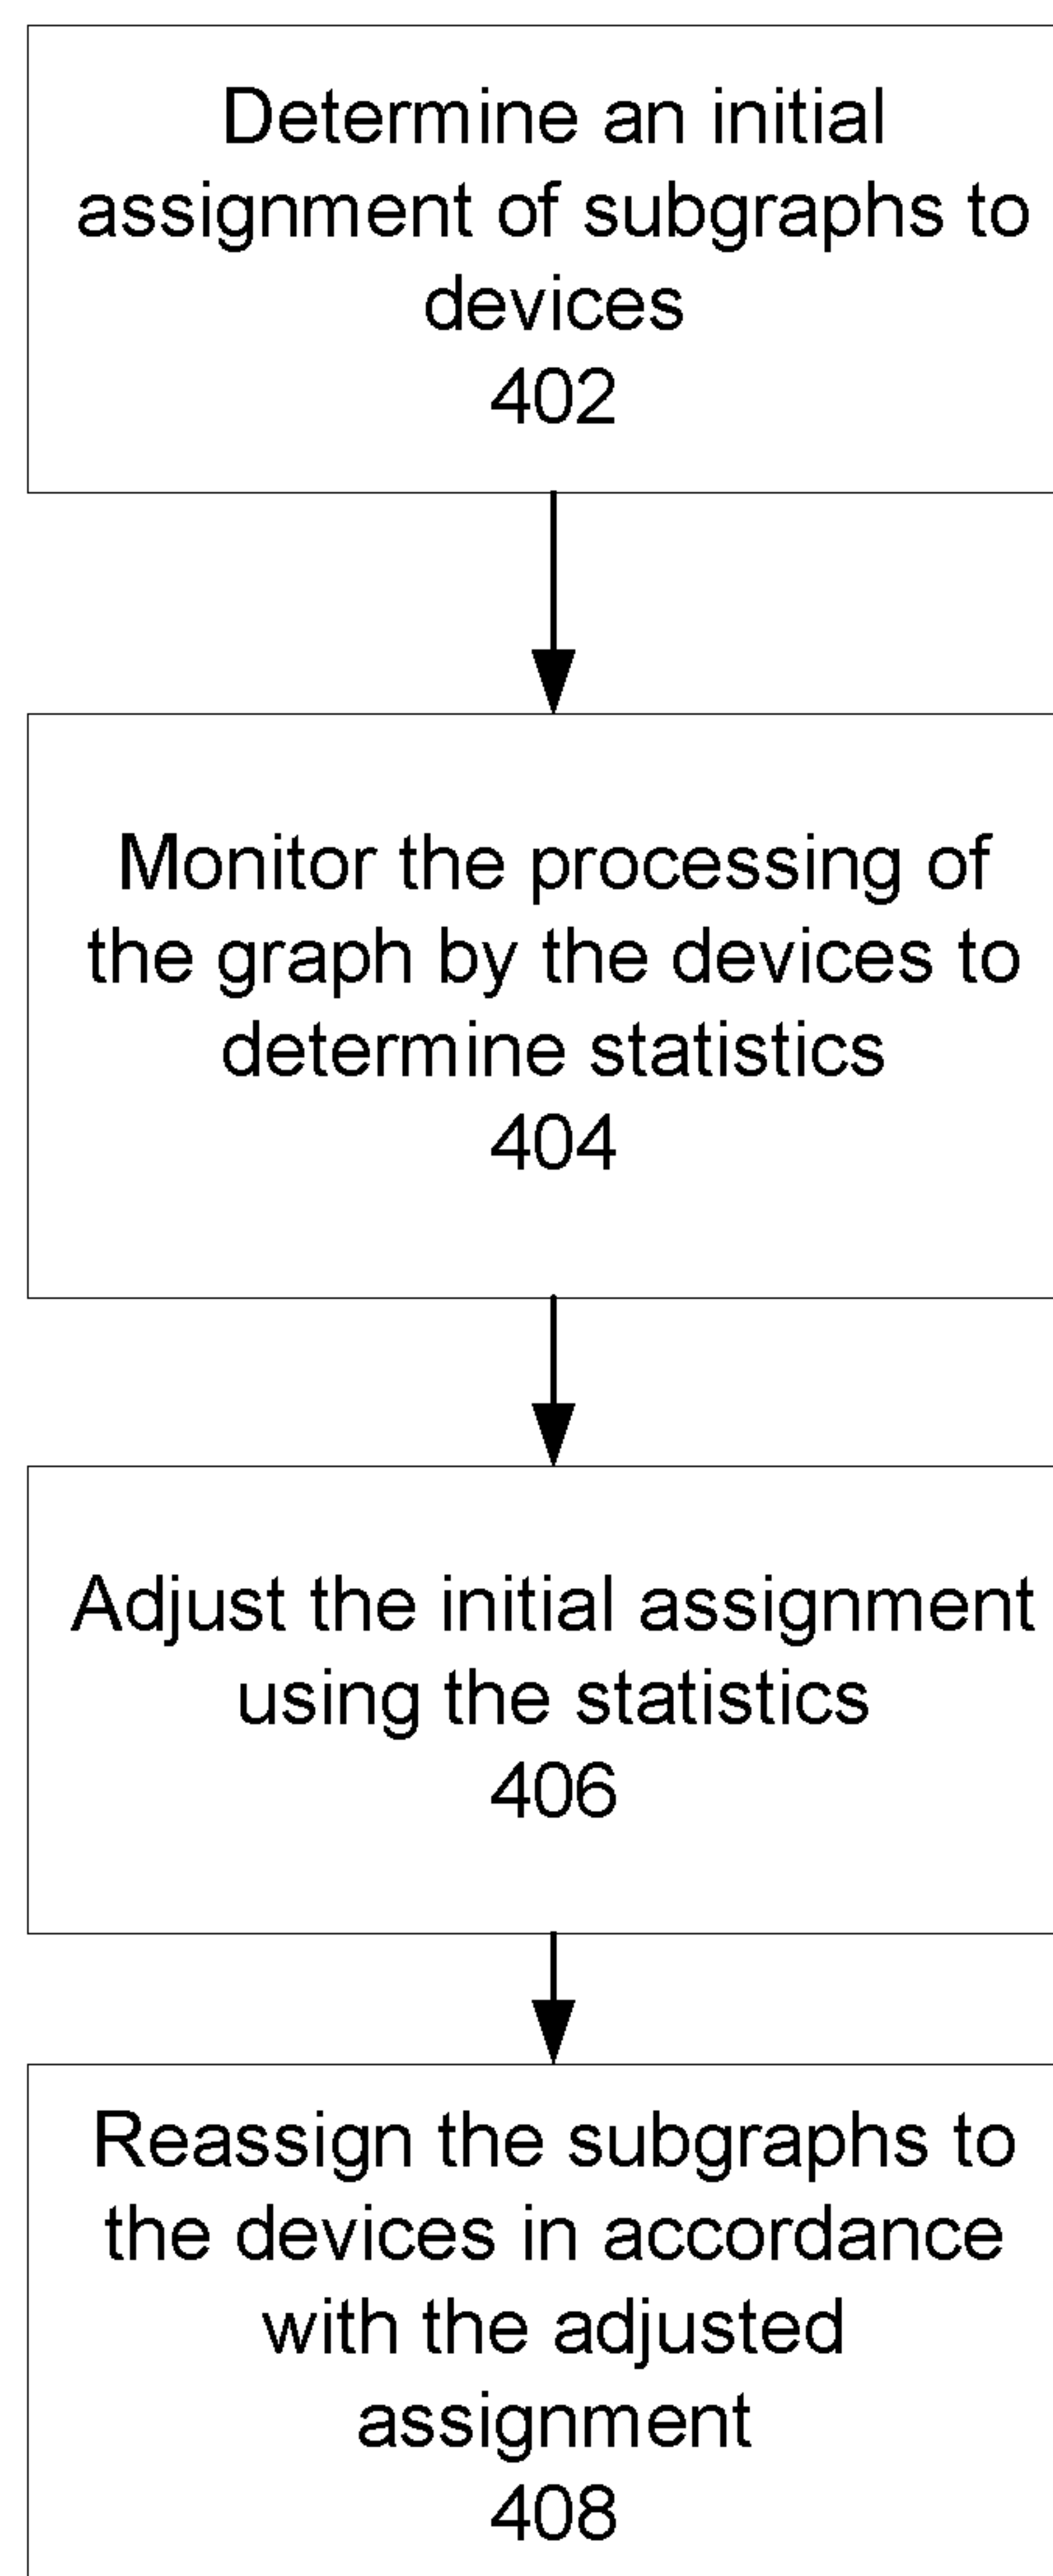 Determine an initial
assignment of subgraphs to
devices
402
Monitor the processing of
the graph by the devices to
determine statistics
404
Adjust the initial assignment
using the statistics
406
Reassign the subgraphs to
the devices in accordance
with the adjusted
assignment
408